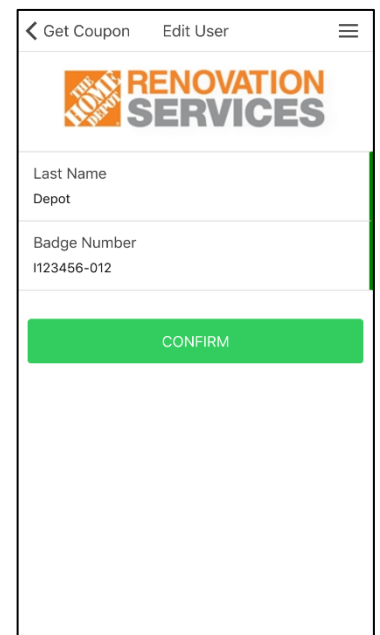 Get Coupon Edit User
THE HOME DEPOT
RENOVATION
SERVICES
Last Name
Depot
Badge Number
I123456-012
CONFIRM